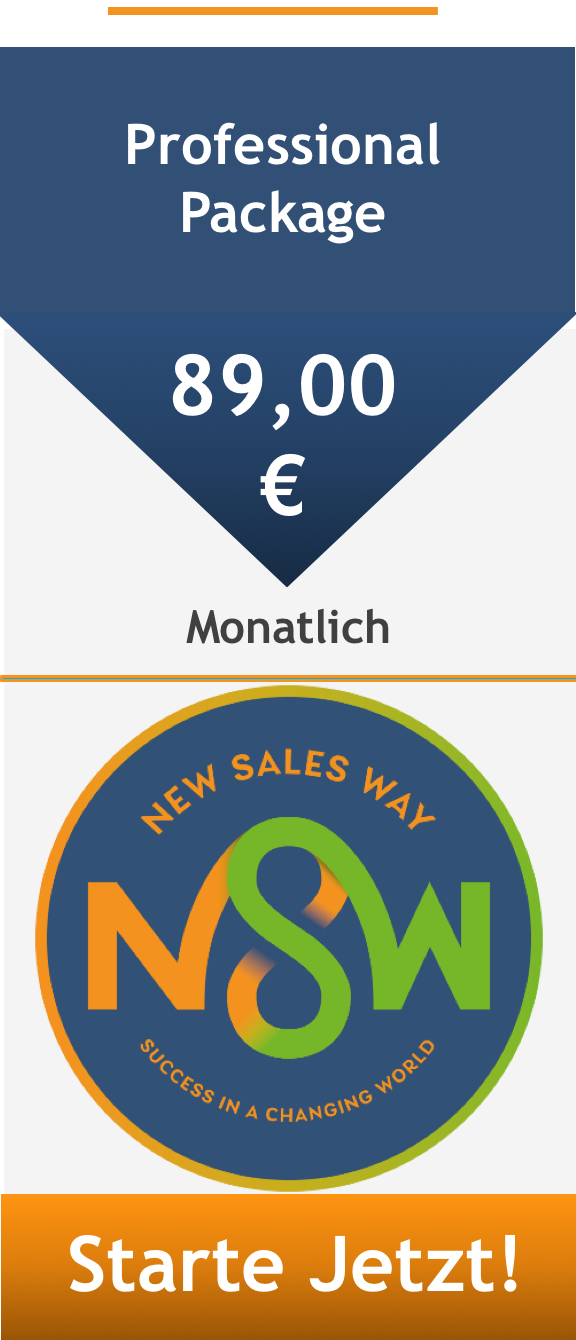 Professional
Package
89,00
€
Monatlich
NEW SALES WAY
NSW
SUCCESS IN A CHANGING WORLD
Starte Jetzt!